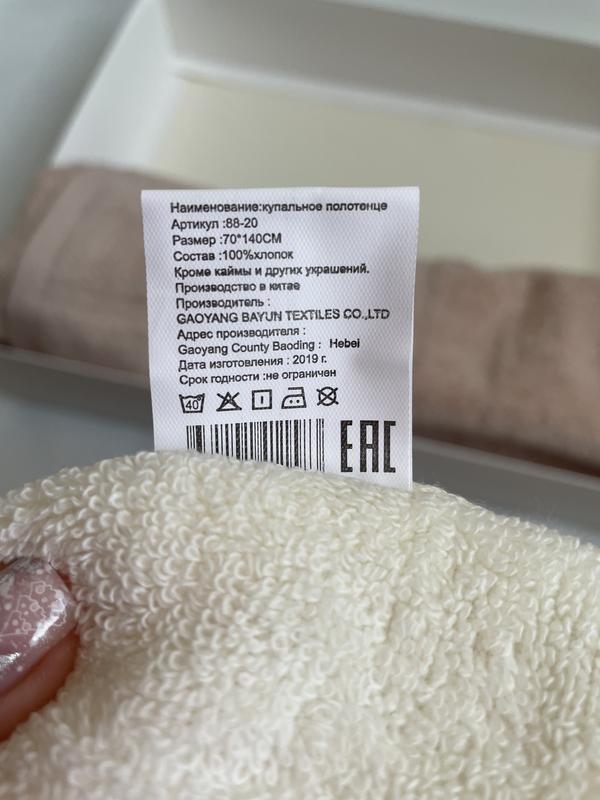 Наименование:купальное полотенце
Артикул :88-20
Размер :70*140СМ
Состав :100%хлопок
Кроме каймы и других украшений.
Производство в китае
Производитель :
GAOYANG BAYUN TEXTILES CO.,LTD
Адрес производителя :
Gaoyang County Baoding : Hebei
Дата изготовления : 2019 г.
Срок годности :не ограничен
40
EAC